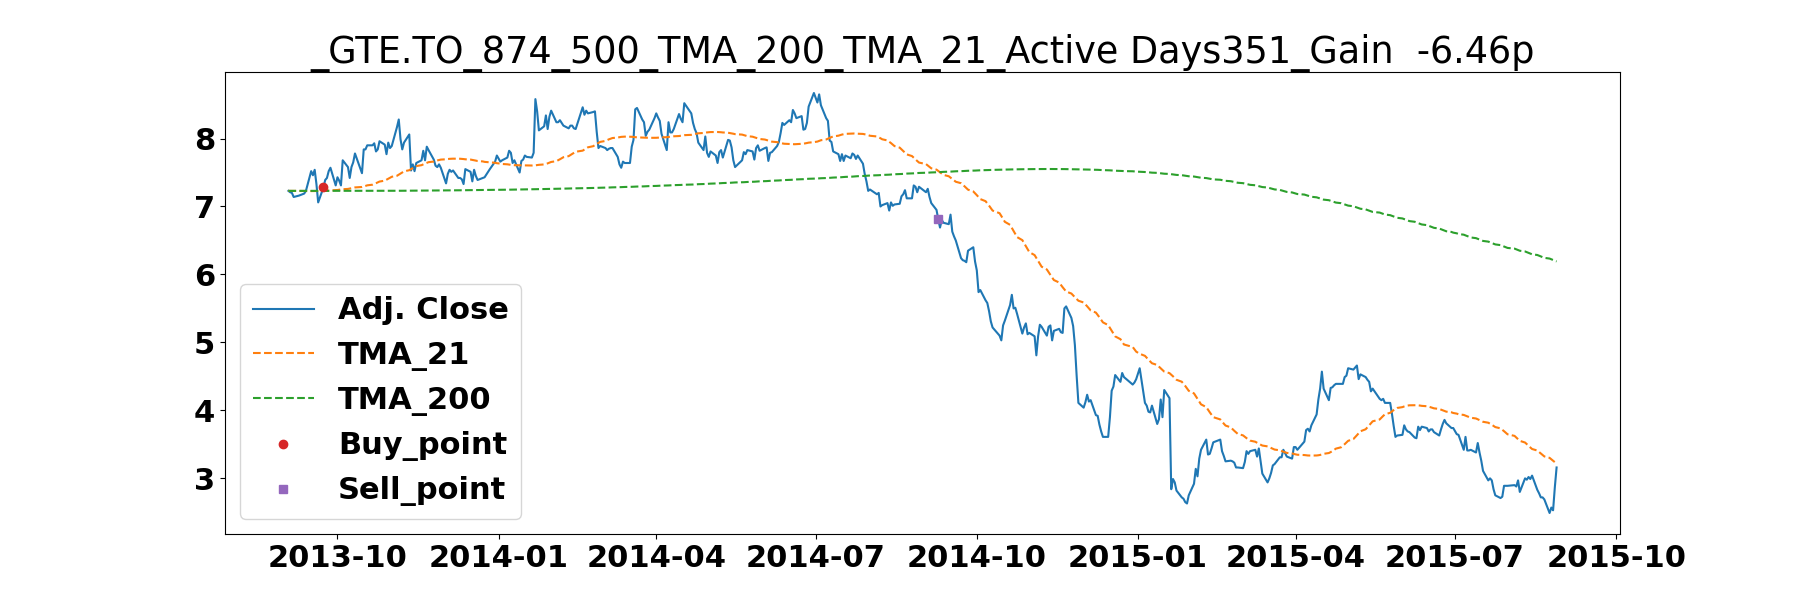 _GTE.TO_874_500_TMA_200_TMA_21_Active Days351_Gain  -6.46p
8
7
6
5
4
3
Adj. Close
TMA_21
TMA_200
Buy_point
Sell_point
2013-10 2014-01 2014-04 2014-07 2014-10 2015-01 2015-04 2015-07 2015-10